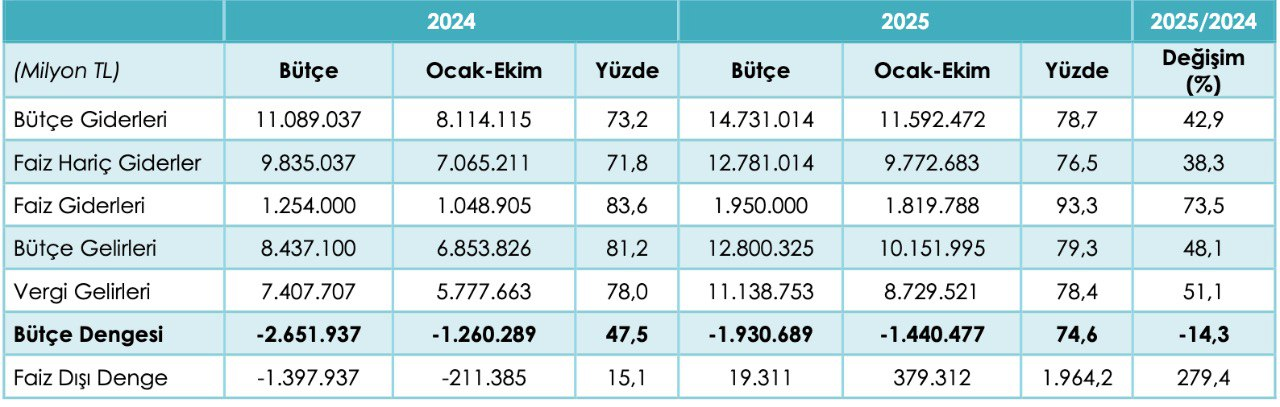 2024 2025 2025/2024
(Milyon TL) Bütçe Ocak-Ekim Yüzde Bütçe Ocak-Ekim Yüzde Değişim (%)
Bütçe Giderleri 11.089.037 8.114.115 73,2 14.731.014 11.592.472 78,7 42,9
Faiz Hariç Giderler 9.835.037 7.065.211 71,8 12.781.014 9.772.683 76,5 38,3
Faiz Giderleri 1.254.000 1.048.905 83,6 1.950.000 1.819.788 93,3 73,5
Bütçe Gelirleri 8.437.100 6.853.826 81,2 12.800.325 10.151.995 79,3 48,1
Vergi Gelirleri 7.407.707 5.777.663 78,0 11.138.753 8.729.521 78,4 51,1
Bütçe Dengesi -2.651.937 -1.260.289 47,5 -1.930.689 -1.440.477 74,6 -14,3
Faiz Dışı Denge -1.397.937 -211.385 15,1 19.311 379.312 1.964,2 279,4